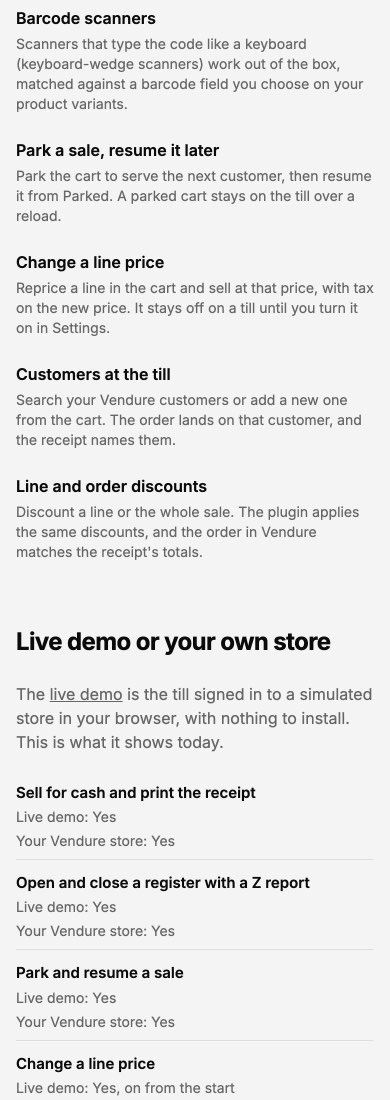 Barcode scanners
Scanners that type the code like a keyboard
(keyboard-wedge scanners) work out of the box,
matched against a barcode field you choose on your
product variants.
Park a sale, resume it later
Park the cart to serve the next customer, then resume
it from Parked. A parked cart stays on the till over a
reload.
Change a line price
Reprice a line in the cart and sell at that price, with tax
on the new price. It stays off on a till until you turn it
on in Settings.
Customers at the till
Search your Vendure customers or add a new one
from the cart. The order lands on that customer, and
the receipt names them.
Line and order discounts
Discount a line or the whole sale. The plugin applies
the same discounts, and the order in Vendure
matches the receipt's totals.
Live demo or your own store
The live demo is the till signed in to a simulated
store in your browser, with nothing to install.
This is what it shows today.
Sell for cash and print the receipt
Live demo: Yes
Your Vendure store: Yes
Open and close a register with a Z report
Live demo: Yes
Your Vendure store: Yes
Park and resume a sale
Live demo: Yes
Your Vendure store: Yes
Change a line price
Live demo: Yes, on from the start